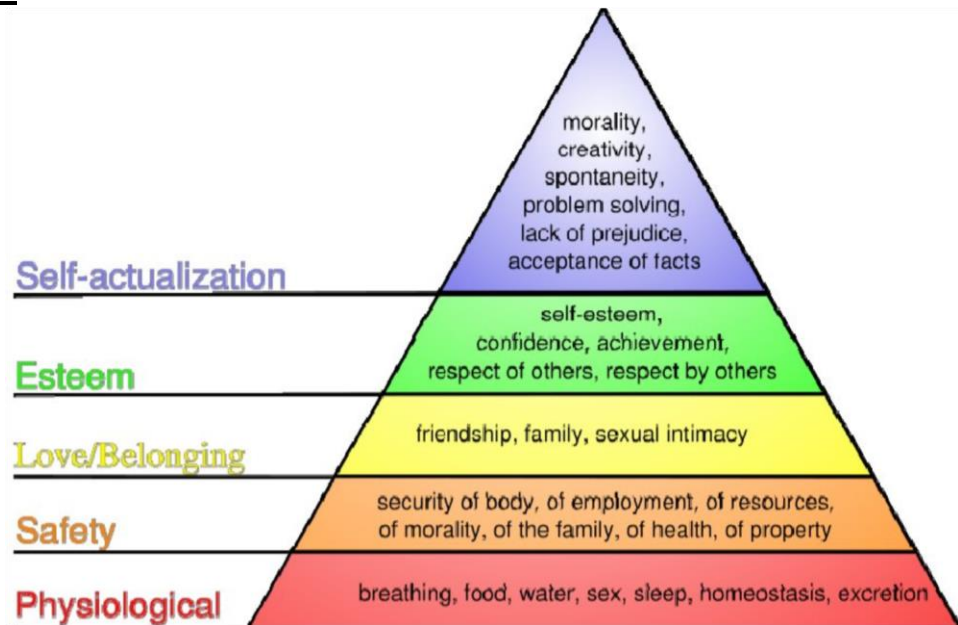 morality,
creativity,
spontaneity,
problem solving,
lack of prejudice,
acceptance of facts
Self-actualization
self-esteem,
confidence, achievement,
respect of others, respect by others
Esteem
friendship, family, sexual intimacy
Love/Belonging
security of body, of employment, of resources,
of morality, of the family, of health, of property
Safety
breathing, food, water, sex, sleep, homeostasis, excretion
Physiological